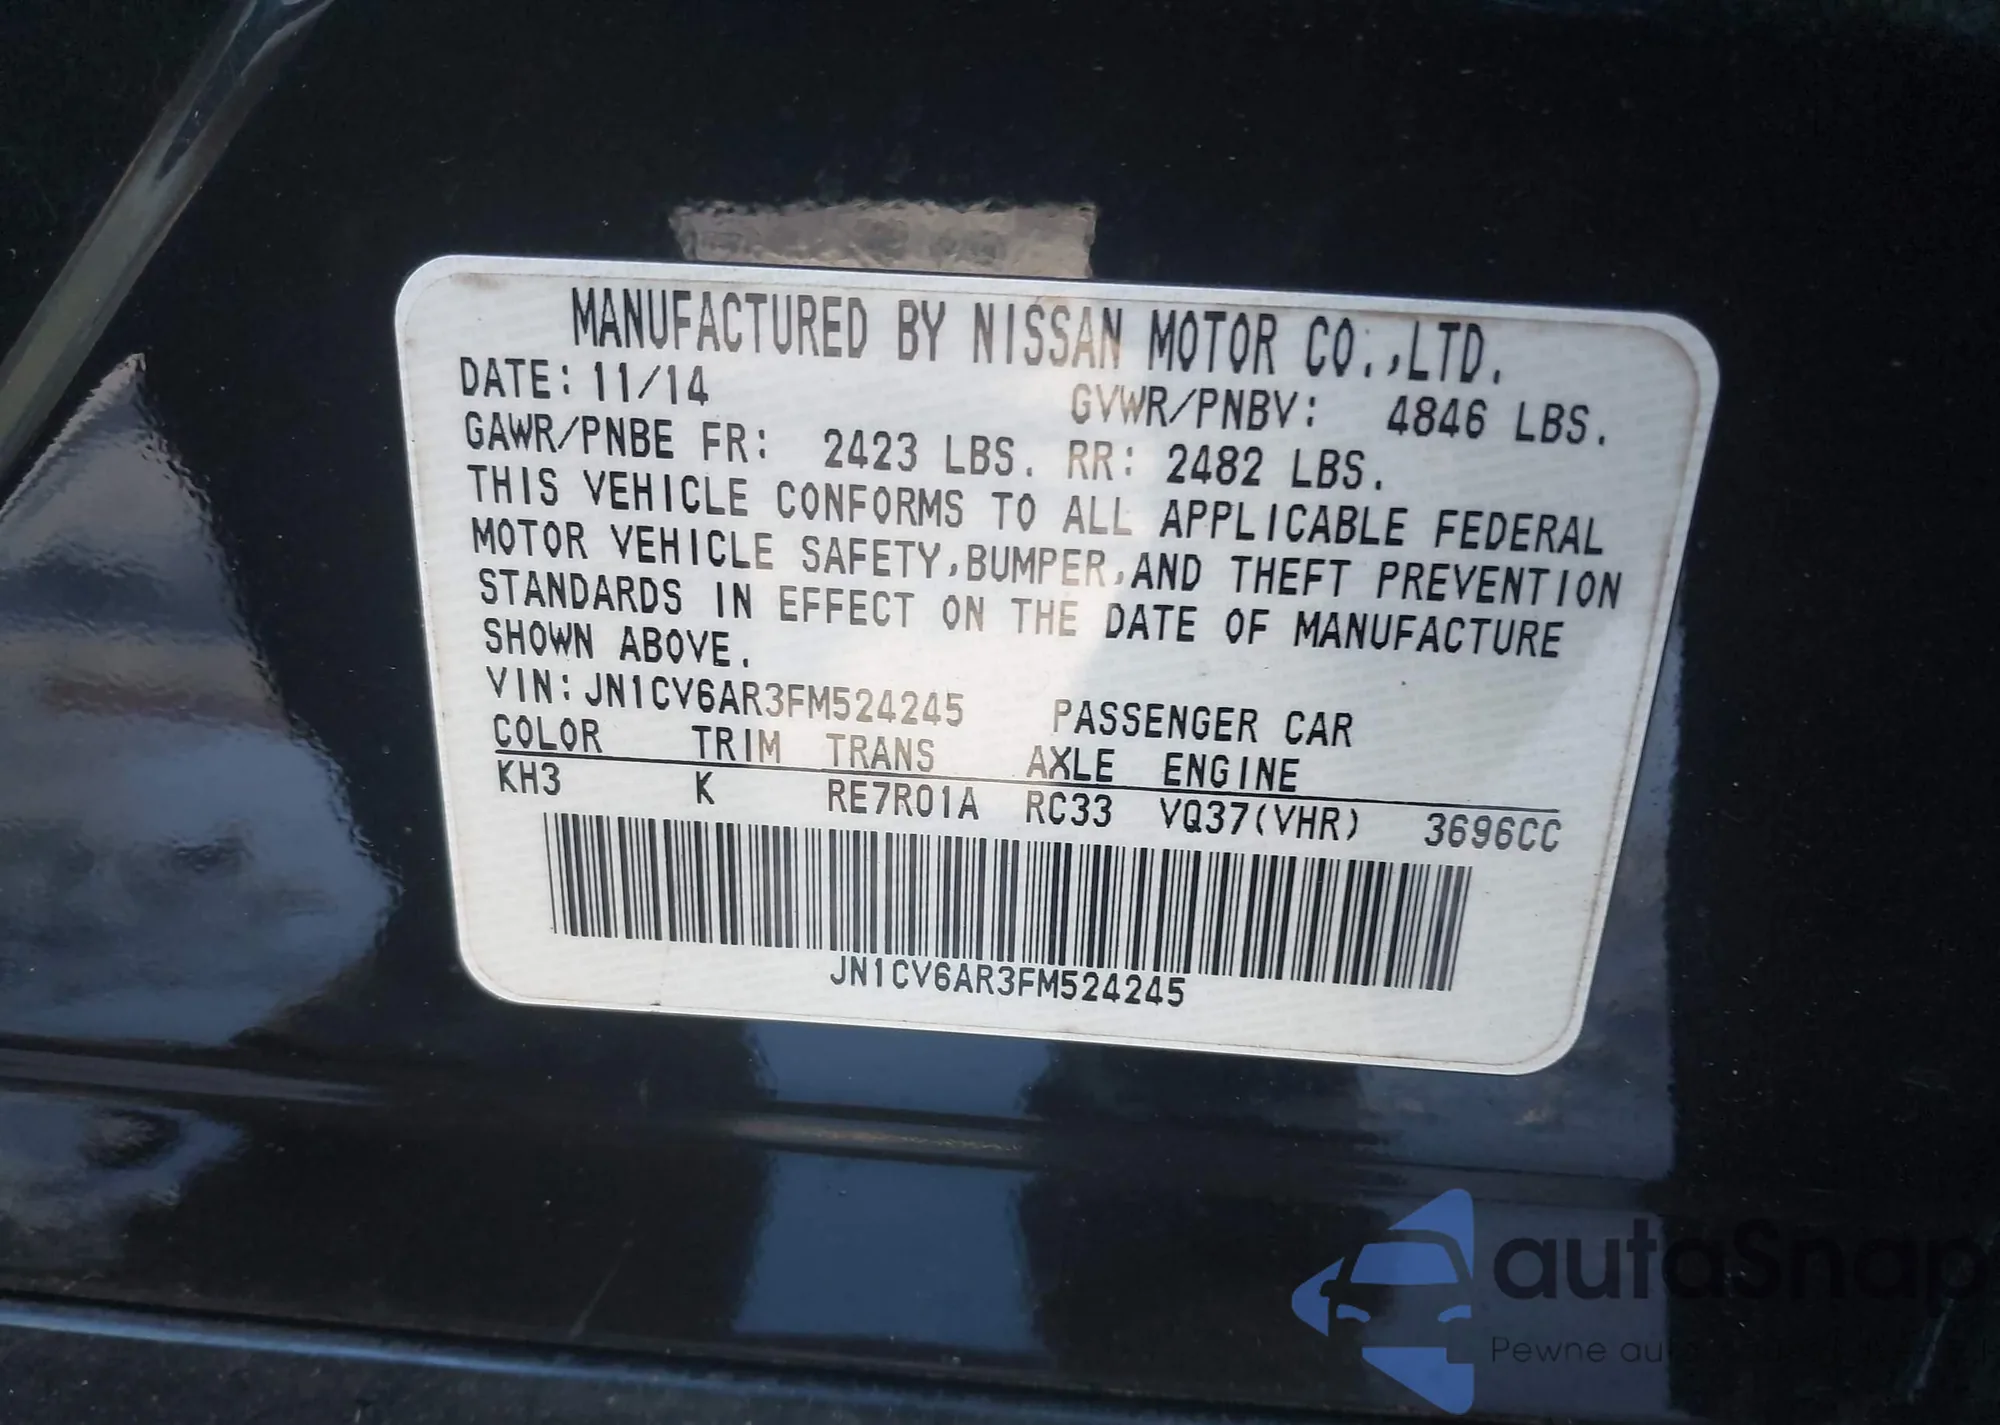 MANUFACTURED BY NISSAN MOTOR CO.,LTD.
DATE: 11/14 GVWR/PNBV: 4846 LBS.
GAWR/PNBE FR: 2423 LBS. RR: 2482 LBS.
THIS VEHICLE CONFORMS TO ALL APPLICABLE FEDERAL
MOTOR VEHICLE SAFETY,BUMPER,AND THEFT PREVENTION
STANDARDS IN EFFECT ON THE DATE OF MANUFACTURE
SHOWN ABOVE.
VIN: JN1CV6AR3FM524245 PASSENGER CAR
COLOR TRIM TRANS AXLE ENGINE
KH3 K RE7R01A RC33 VQ37(VHR) 3696CC
JN1CV6AR3FM524245
autaSnap
Pewne